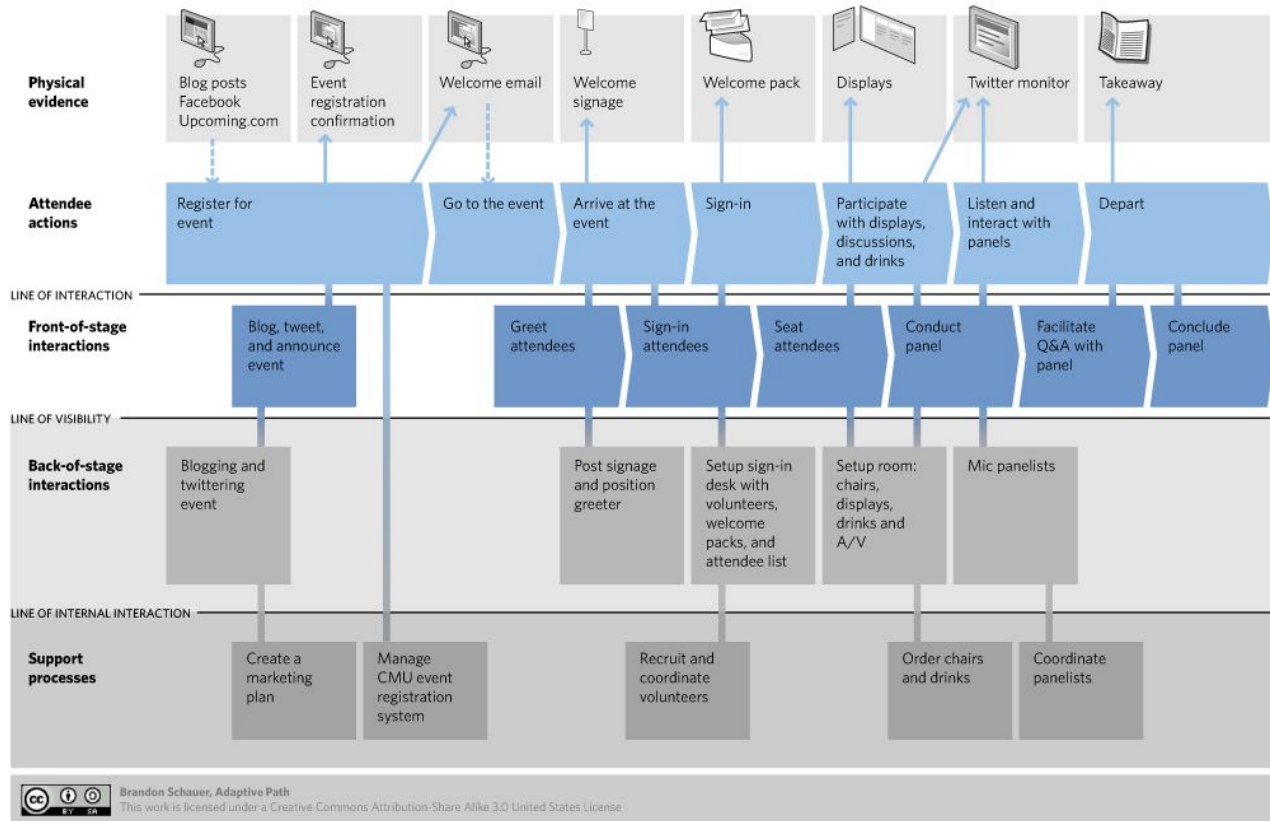 Physical
evidence
Blog posts
Facebook
Upcoming.com
Event
registration
confirmation
Welcome email
Welcome
signage
Welcome pack
Displays
Twitter monitor
Takeaway
Attendee
actions
Register for
event
Go to the event
Arrive at the
event
Sign-in
Participate
with displays,
discussions,
and drinks
Listen and
interact with
panels
Depart
LINE OF INTERACTION
Front-of-stage
interactions
Blog, tweet,
and announce
event
Greet
attendees
Sign-in
attendees
Seat
attendees
Conduct
panel
Facilitate
Q&A with
panel
Conclude
panel
LINE OF VISIBILITY
Back-of-stage
interactions
Blogging and
twittering
event
Post signage
and position
greeter
Setup sign-in
desk with
volunteers,
welcome
packs, and
attendee list
Setup room:
chairs,
displays,
drinks and
A/V
Mic panelists
LINE OF INTERNAL INTERACTION
Support
processes
Create a
marketing
plan
Manage
CMU event
registration
system
Recruit and
coordinate
volunteers
Order chairs
and drinks
Coordinate
panelists
cc
BY SA
Brandon Schauer, Adaptive Path
This work is licensed under a Creative Commons Attribution-Share Alike 3.0 United States License